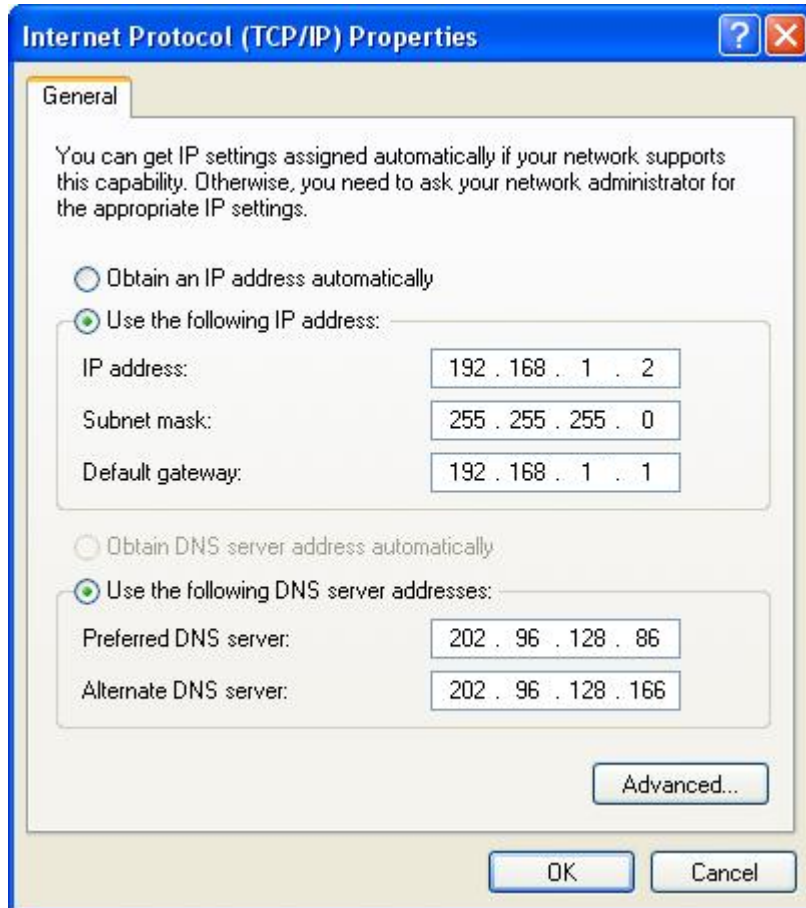 Internet Protocol (TCP/IP) Properties
General
You can get IP settings assigned automatically if your network supports
this capability. Otherwise, you need to ask your network administrator for
the appropriate IP settings.
Obtain an IP address automatically
Use the following IP address:
IP address: 192 . 168 . 1 . 2
Subnet mask: 255 . 255 . 255 . 0
Default gateway: 192 . 168 . 1 . 1
Obtain DNS server address automatically
Use the following DNS server addresses:
Preferred DNS server: 202 . 96 . 128 . 86
Alternate DNS server: 202 . 96 . 128 . 166
Advanced...
OK Cancel